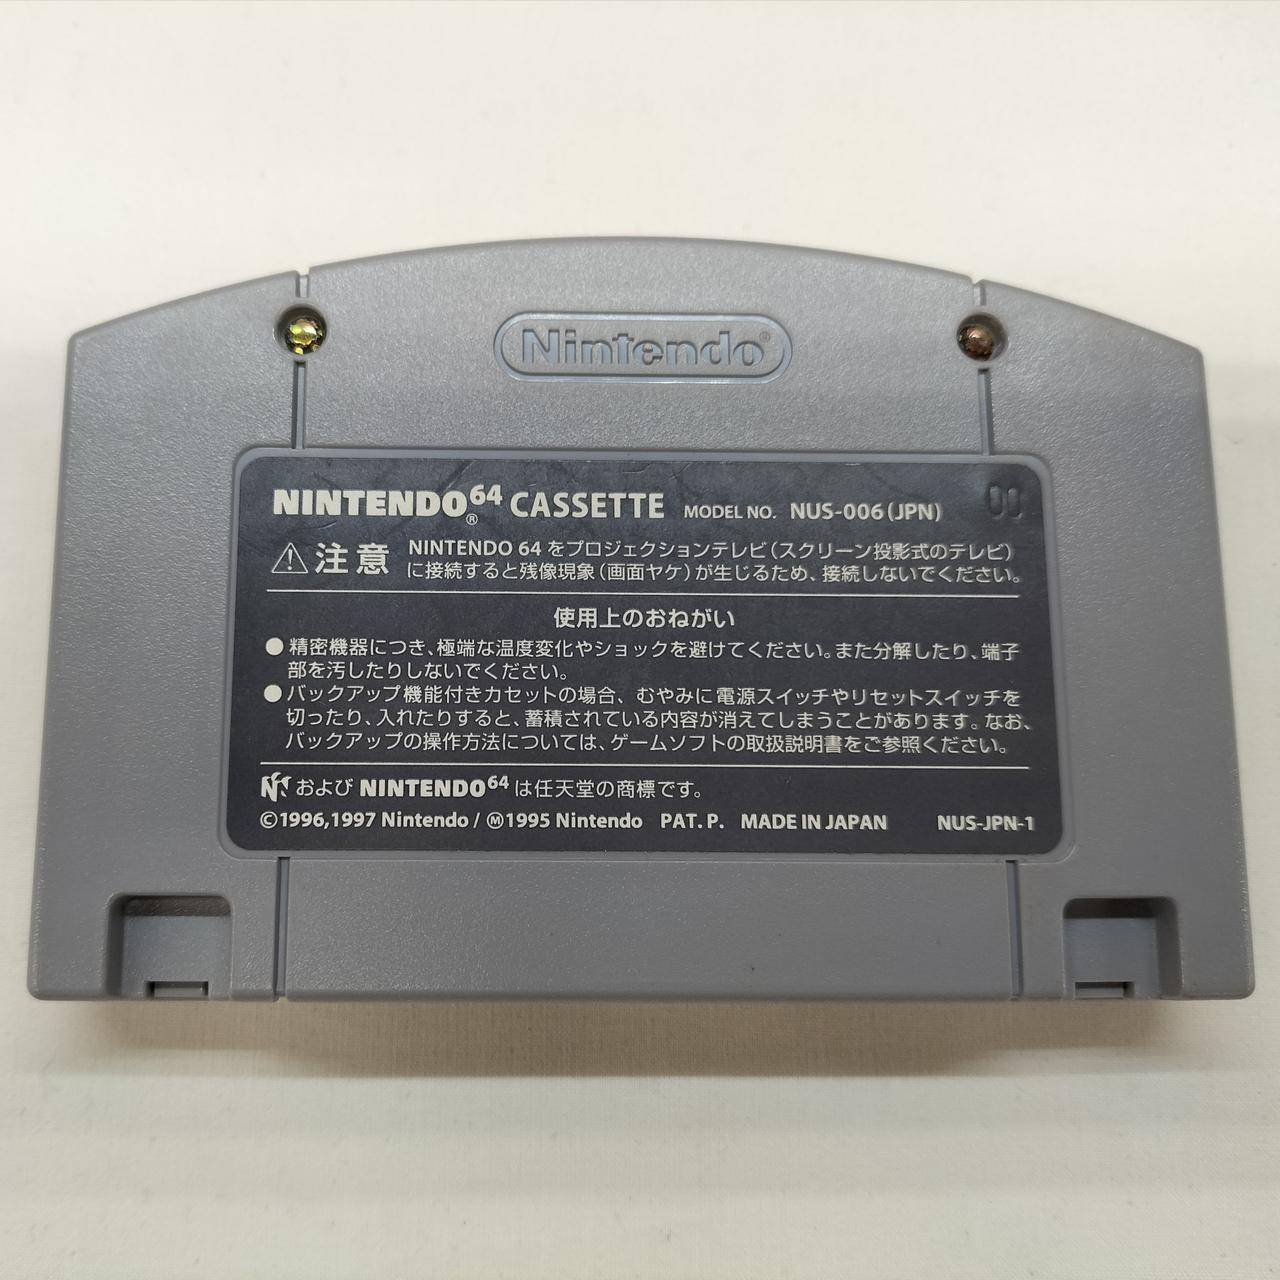 Nintendo®
NINTENDO64® CASSETTE MODEL NO. NUS-006(JPN) 00
⚠注意 NINTENDO 64 をプロジェクションテレビ(スクリーン投影式のテレビ)
に接続すると残像現象(画面ヤケ)が生じるため、接続しないでください。
使用上のおねがい
●精密機器につき、極端な温度変化やショックを避けてください。また分解したり、端子
部を汚したりしないでください。
●バックアップ機能付きカセットの場合、むやみに電源スイッチやリセットスイッチを
切ったり、入れたりすると、蓄積されている内容が消えてしまうことがあります。なお、
バックアップの操作方法については、ゲームソフトの取扱説明書をご参照ください。
および NINTENDO64 は任天堂の商標です。
©1996,1997 Nintendo / Ⓜ1995 Nintendo PAT. P. MADE IN JAPAN NUS-JPN-1